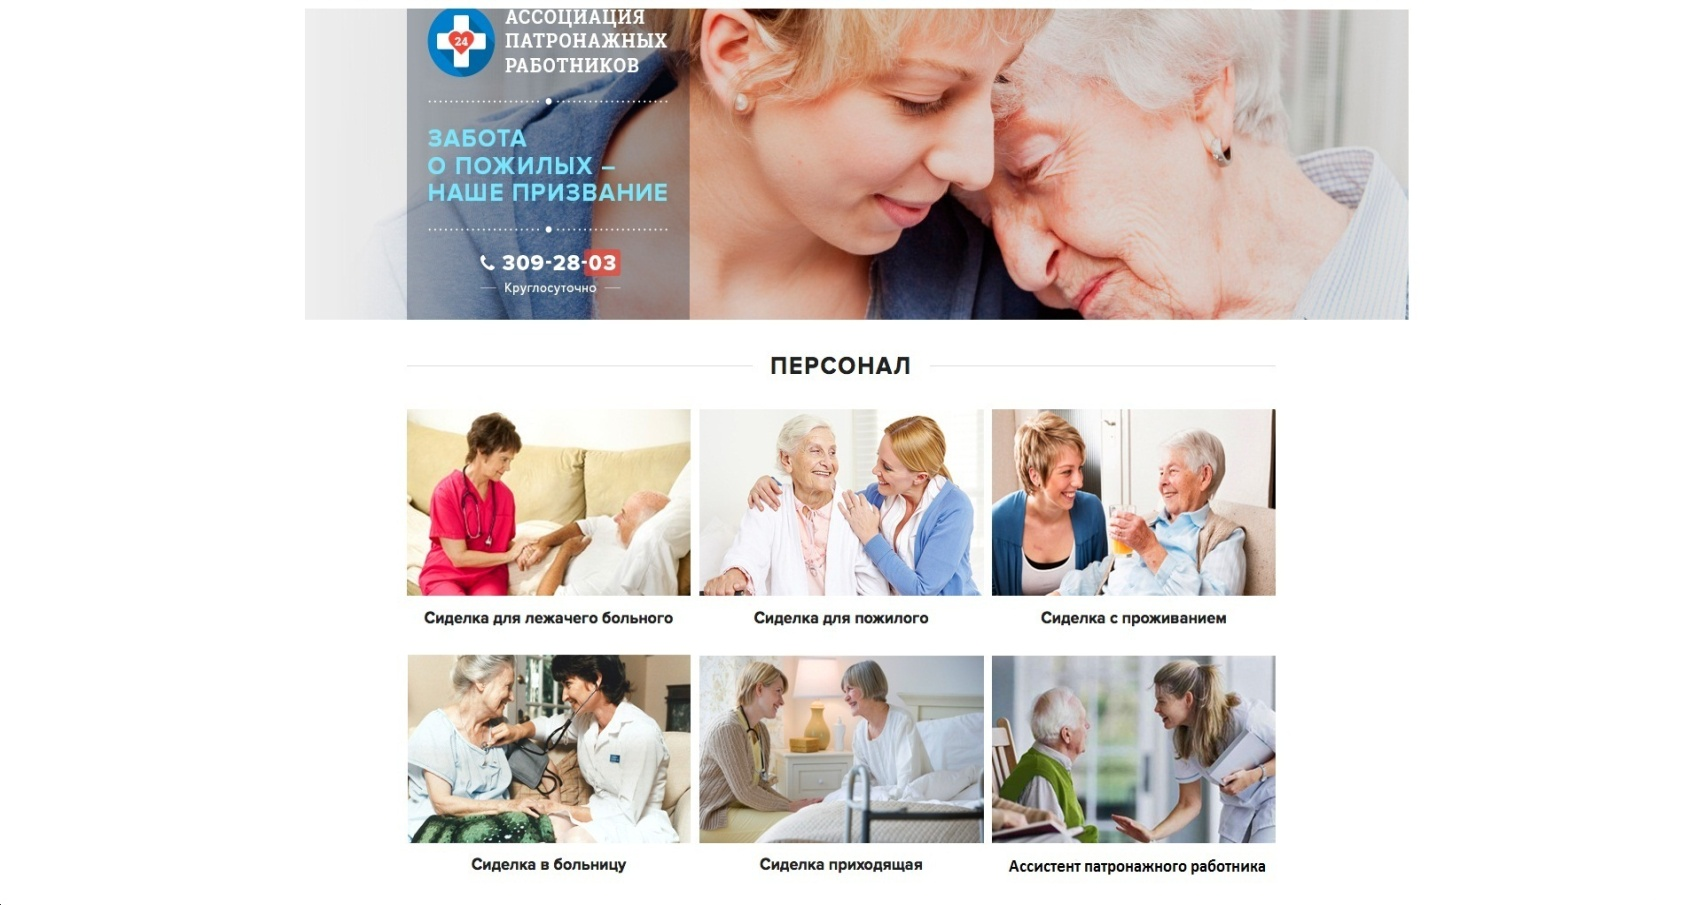 АССОЦИАЦИЯ
ПАТРОНАЖНЫХ
РАБОТНИКОВ
24
ЗАБОТА
О ПОЖИЛЫХ –
НАШЕ ПРИЗВАНИЕ
309-28-03
Круглосуточно
ПЕРСОНАЛ
Сиделка для лежачего больного
Сиделка для пожилого
Сиделка с проживанием
Сиделка в больницу
Сиделка приходящая
Ассистент патронажного работника